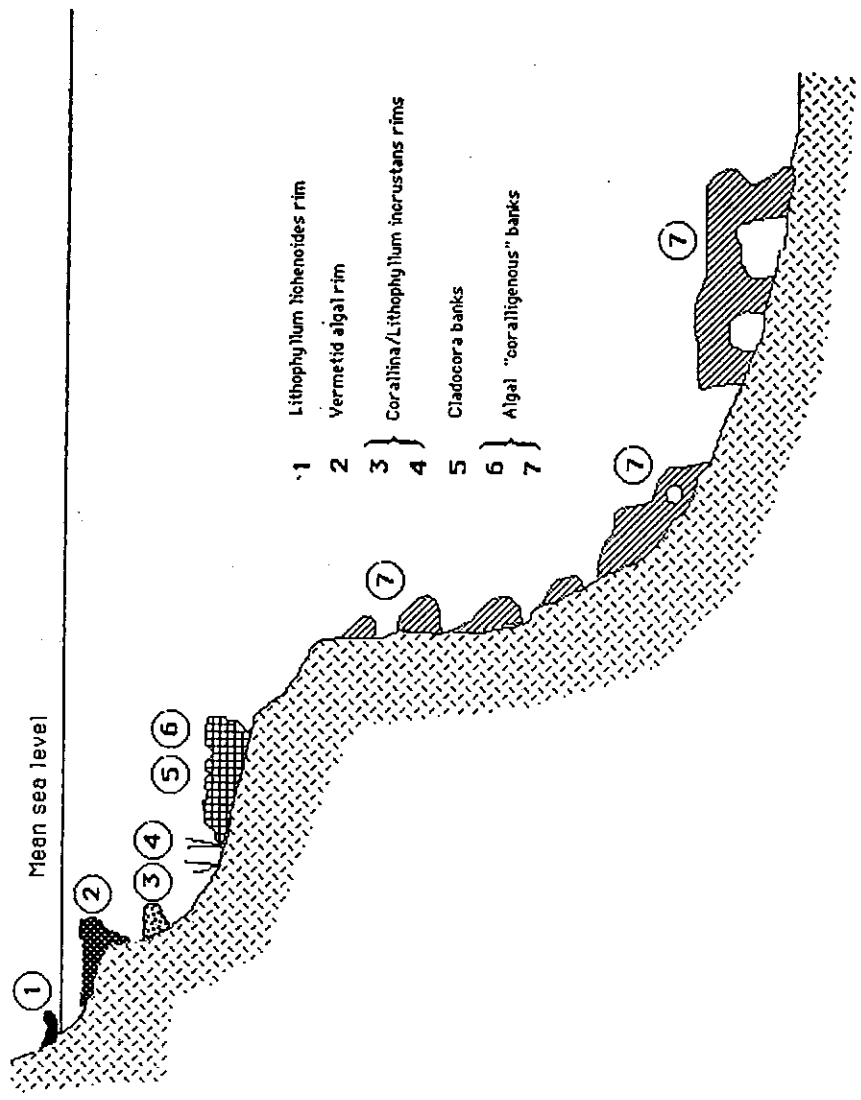 Mean sea level
1
2
3
4
5
6
7
7
7
1 Lithophyllum lichenoides rim
2 Vermetid algal rim
3 } Corallina/Lithophyllum incrustans rims
4
5 Cladocora banks
6 } Algal "coralligenous" banks
7